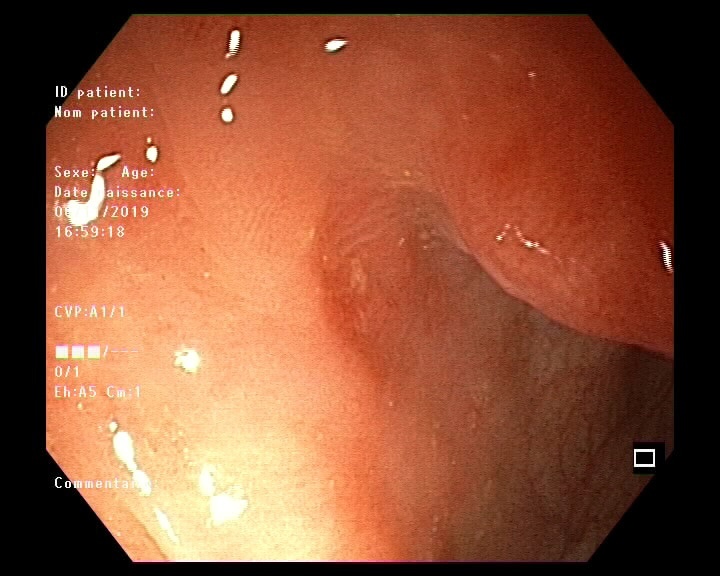 ID patient:
Nom patient:
Sexe: Age:
Date naissance:
/2019
16:59:18
CVP:A1/1
/---
0/1
Eh:A5 Cm:1